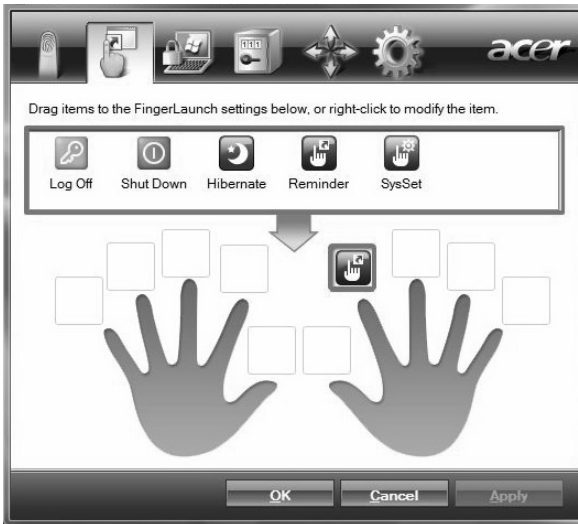 acer
Drag items to the FingerLaunch settings below, or right-click to modify the item.
Log Off Shut Down Hibernate Reminder SysSet
OK Cancel Apply